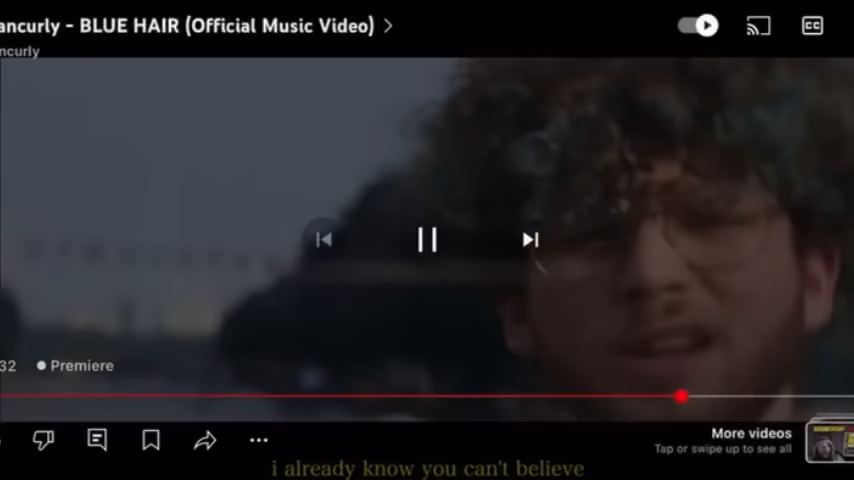 ancurly - BLUE HAIR (Official Music Video)
ncurly
CC
32 Premiere
More videos
Tap or swipe up to see all
i already know you can't believe